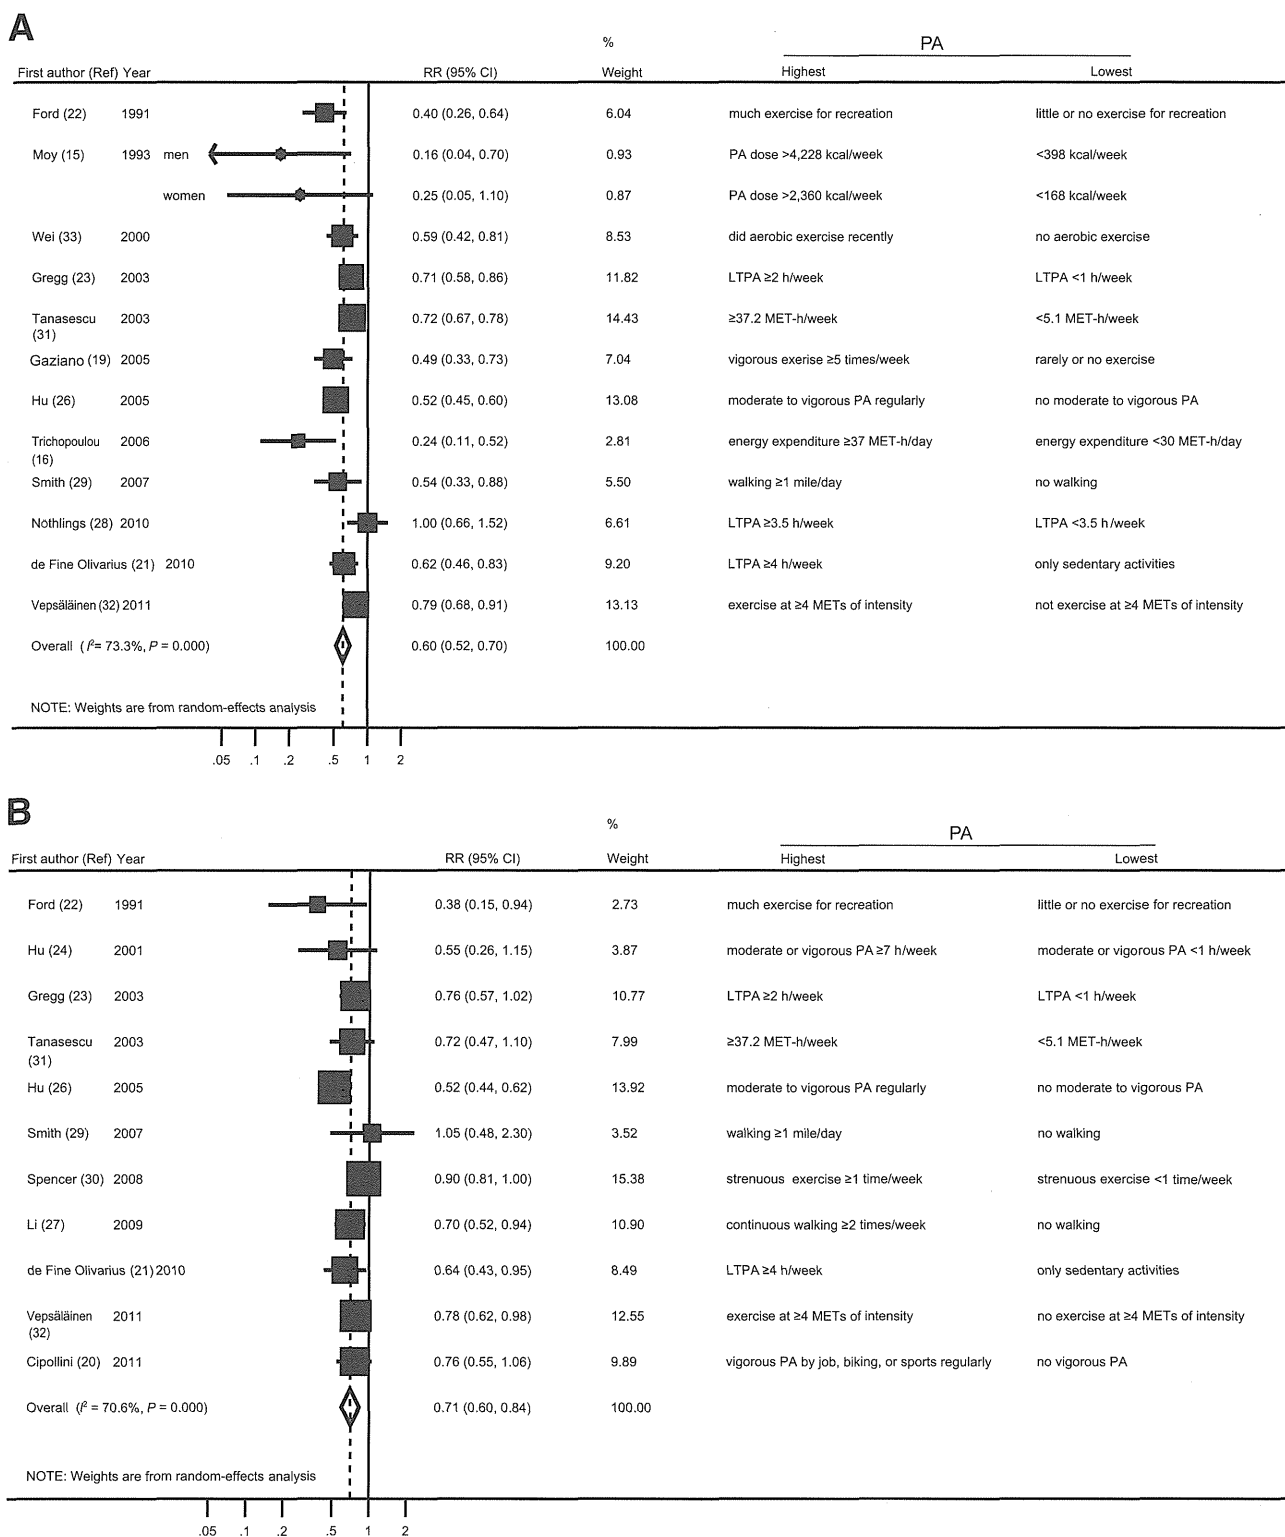 A
% PA
First author (Ref) Year RR (95% CI) Weight Highest Lowest
Ford (22) 1991 0.40 (0.26, 0.64) 6.04 much exercise for recreation little or no exercise for recreation
Moy (15) 1993 men 0.16 (0.04, 0.70) 0.93 PA dose >4,228 kcal/week <398 kcal/week
women 0.25 (0.05, 1.10) 0.87 PA dose >2,360 kcal/week <168 kcal/week
Wei (33) 2000 0.59 (0.42, 0.81) 8.53 did aerobic exercise recently no aerobic exercise
Gregg (23) 2003 0.71 (0.58, 0.86) 11.82 LTPA ≥2 h/week LTPA <1 h/week
Tanasescu 2003 0.72 (0.67, 0.78) 14.43 ≥37.2 MET-h/week <5.1 MET-h/week
(31)
Gaziano (19) 2005 0.49 (0.33, 0.73) 7.04 vigorous exerise ≥5 times/week rarely or no exercise
Hu (26) 2005 0.52 (0.45, 0.60) 13.08 moderate to vigorous PA regularly no moderate to vigorous PA
Trichopoulou 2006 0.24 (0.11, 0.52) 2.81 energy expenditure ≥37 MET-h/day energy expenditure <30 MET-h/day
(16)
Smith (29) 2007 0.54 (0.33, 0.88) 5.50 walking ≥1 mile/day no walking
Nöthlings (28) 2010 1.00 (0.66, 1.52) 6.61 LTPA ≥3.5 h/week LTPA <3.5 h/week
de Fine Olivarius (21) 2010 0.62 (0.46, 0.83) 9.20 LTPA ≥4 h/week only sedentary activities
Vepsäläinen (32) 2011 0.79 (0.68, 0.91) 13.13 exercise at ≥4 METs of intensity not exercise at ≥4 METs of intensity
Overall (I²= 73.3%, P = 0.000) 0.60 (0.52, 0.70) 100.00
NOTE: Weights are from random-effects analysis
.05 .1 .2 .5 1 2
B
% PA
First author (Ref) Year RR (95% CI) Weight Highest Lowest
Ford (22) 1991 0.38 (0.15, 0.94) 2.73 much exercise for recreation little or no exercise for recreation
Hu (24) 2001 0.55 (0.26, 1.15) 3.87 moderate or vigorous PA ≥7 h/week moderate or vigorous PA <1 h/week
Gregg (23) 2003 0.76 (0.57, 1.02) 10.77 LTPA ≥2 h/week LTPA <1 h/week
Tanasescu 2003 0.72 (0.47, 1.10) 7.99 ≥37.2 MET-h/week <5.1 MET-h/week
(31)
Hu (26) 2005 0.52 (0.44, 0.62) 13.92 moderate to vigorous PA regularly no moderate to vigorous PA
Smith (29) 2007 1.05 (0.48, 2.30) 3.52 walking ≥1 mile/day no walking
Spencer (30) 2008 0.90 (0.81, 1.00) 15.38 strenuous exercise ≥1 time/week strenuous exercise <1 time/week
Li (27) 2009 0.70 (0.52, 0.94) 10.90 continuous walking ≥2 times/week no walking
de Fine Olivarius (21) 2010 0.64 (0.43, 0.95) 8.49 LTPA ≥4 h/week only sedentary activities
Vepsäläinen 2011 0.78 (0.62, 0.98) 12.55 exercise at ≥4 METs of intensity no exercise at ≥4 METs of intensity
(32)
Cipollini (20) 2011 0.76 (0.55, 1.06) 9.89 vigorous PA by job, biking, or sports regularly no vigorous PA
Overall (I² = 70.6%, P = 0.000) 0.71 (0.60, 0.84) 100.00
NOTE: Weights are from random-effects analysis
.05 .1 .2 .5 1 2